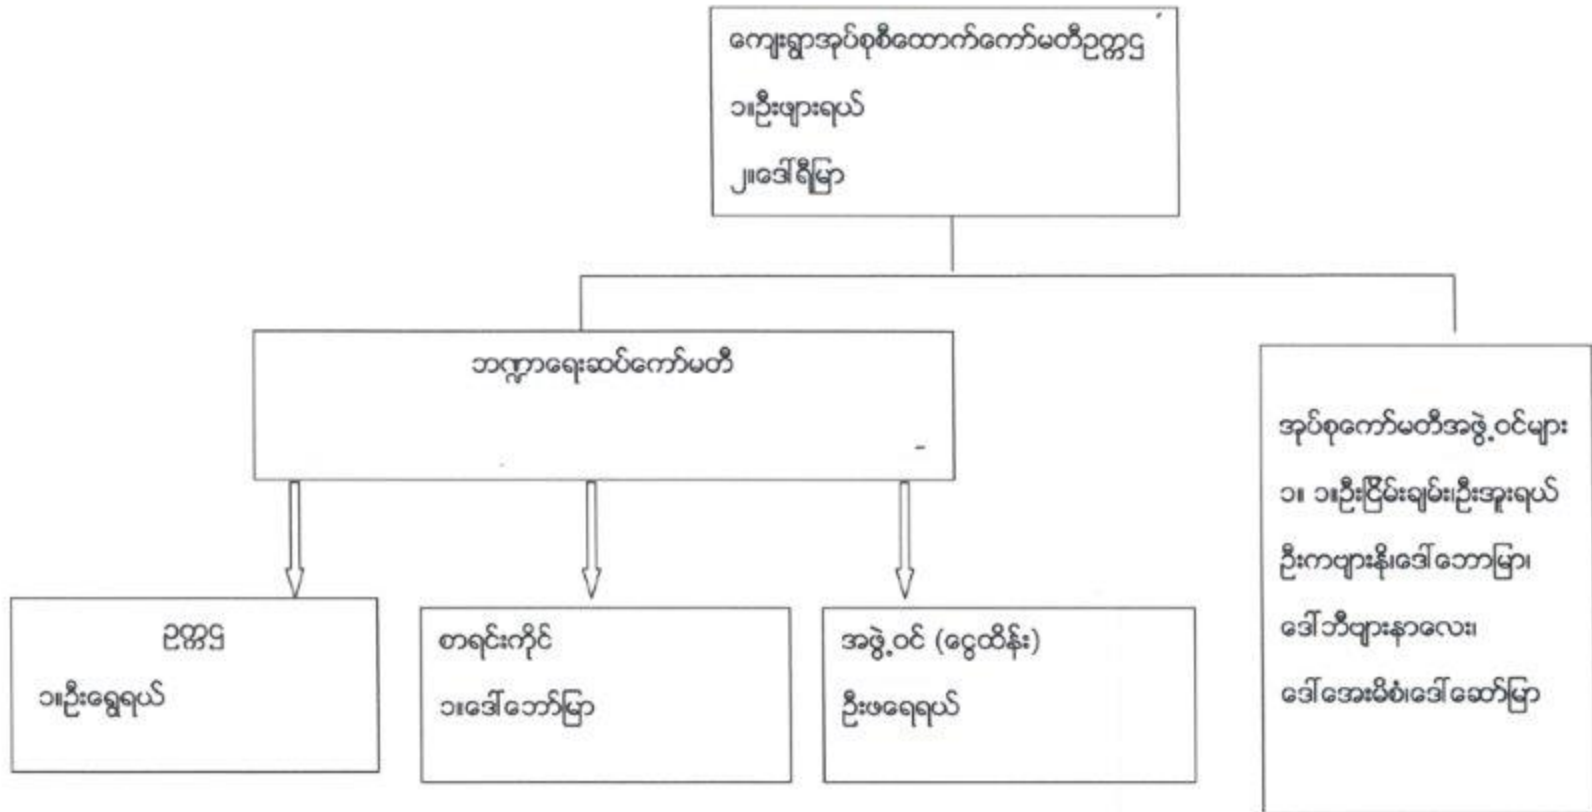 ကျေးရွာအုပ်စုစီထောက်ကော်မတီဥက္ကဌ
၁။ဦးဖျားရယ်
၂။ဒေါ်ရီမြာ
ဘဏ္ဍာရေးဆပ်ကော်မတီ
ဥက္ကဌ
၁။ဦးရွေရယ်
စာရင်းကိုင်
၁။ဒေါ်ဘော်မြာ
အဖွဲ့ဝင် (ငွေထိန်း)
ဦးဖရေရယ်
အုပ်စုကော်မတီအဖွဲ့ဝင်များ
၁။ ၁။ဦးငြိမ်းချမ်း၊ဦးအူးရယ်
ဦးကဗျားနိ၊ဒေါ်ဘောမြာ၊
ဒေါ်ဘီဗျားနာလေး၊
ဒေါ်အေးမိစံ၊ဒေါ်ဆော်မြာ